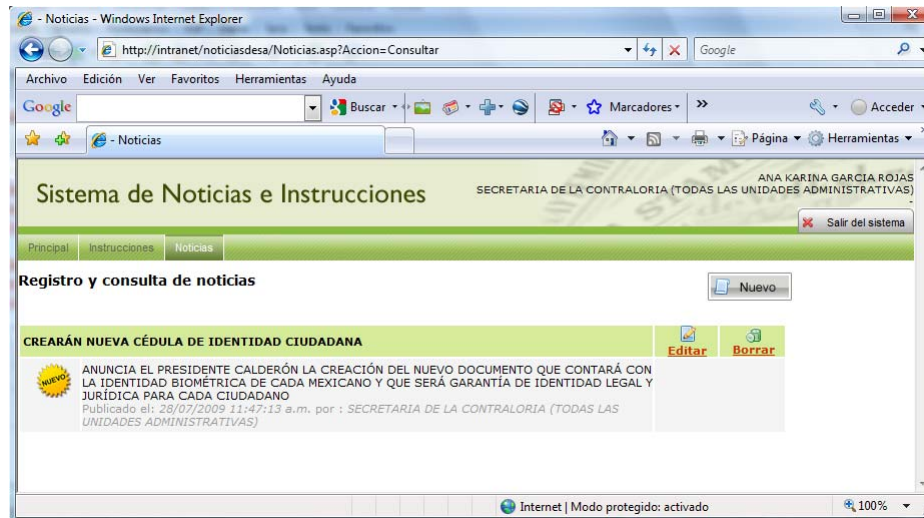 - Noticias - Windows Internet Explorer
http://intranet/noticiasdesa/Noticias.asp?Accion=Consultar
Google
Archivo Edición Ver Favoritos Herramientas Ayuda
Google Buscar Marcadores Acceder
- Noticias Página Herramientas
ANA KARINA GARCIA ROJAS
Sistema de Noticias e Instrucciones
SECRETARIA DE LA CONTRALORIA (TODAS LAS UNIDADES ADMINISTRATIVAS)
-
Salir del sistema
Principal Instrucciones Noticias
Registro y consulta de noticias
Nuevo
CREARÁN NUEVA CÉDULA DE IDENTIDAD CIUDADANA
Editar Borrar
NUEVO
ANUNCIA EL PRESIDENTE CALDERÓN LA CREACIÓN DEL NUEVO DOCUMENTO QUE CONTARÁ CON
LA IDENTIDAD BIOMÉTRICA DE CADA MEXICANO Y QUE SERÁ GARANTÍA DE IDENTIDAD LEGAL Y
JURÍDICA PARA CADA CIUDADANO
Publicado el: 28/07/2009 11:47:13 a.m. por : SECRETARIA DE LA CONTRALORIA (TODAS LAS
UNIDADES ADMINISTRATIVAS)
Internet | Modo protegido: activado
100%